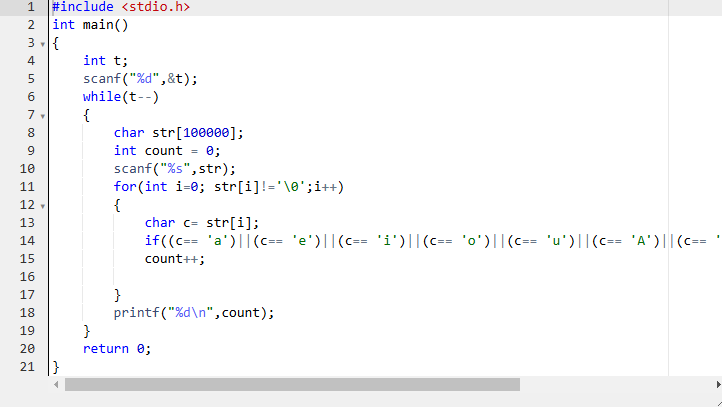 1 #include <stdio.h>
2 int main()
3 {
4 int t;
5 scanf("%d",&t);
6 while(t--)
7 {
8 char str[100000];
9 int count = 0;
10 scanf("%s",str);
11 for(int i=0; str[i]!='\0';i++)
12 {
13 char c= str[i];
14 if((c== 'a')||(c== 'e')||(c== 'i')||(c== 'o')||(c== 'u')||(c== 'A')||(c== '
15 count++;
16
17 }
18 printf("%d\n",count);
19 }
20 return 0;
21 }